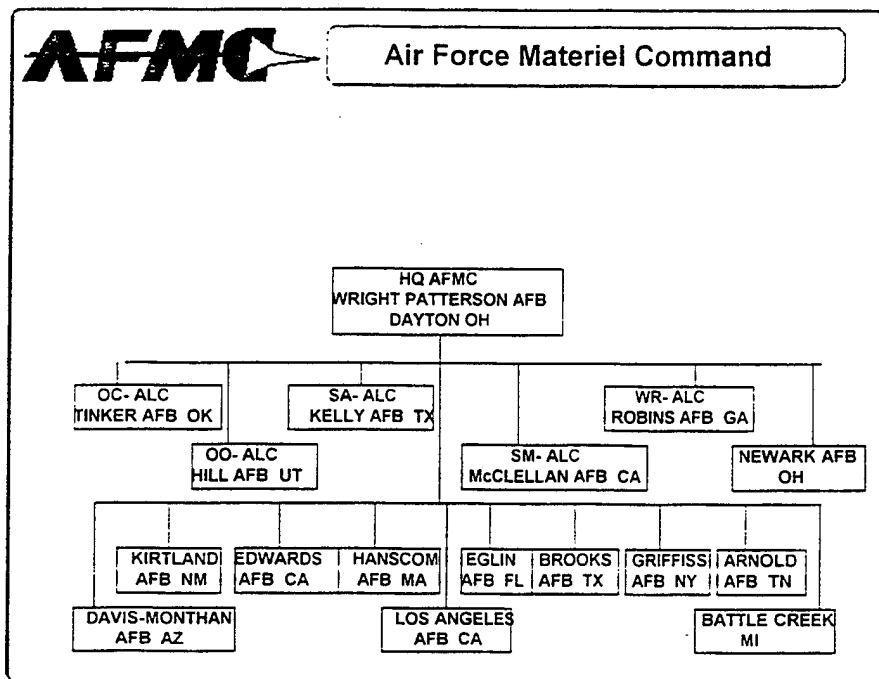 AFMC
Air Force Materiel Command
HQ AFMC
WRIGHT PATTERSON AFB
DAYTON OH
OC- ALC
TINKER AFB OK
SA- ALC
KELLY AFB TX
WR- ALC
ROBINS AFB GA
OO- ALC
HILL AFB UT
SM- ALC
McCLELLAN AFB CA
NEWARK AFB
OH
KIRTLAND
AFB NM
EDWARDS
AFB CA
HANSCOM
AFB MA
EGLIN
AFB FL
BROOKS
AFB TX
GRIFFISS
AFB NY
ARNOLD
AFB TN
DAVIS-MONTHAN
AFB AZ
LOS ANGELES
AFB CA
BATTLE CREEK
MI